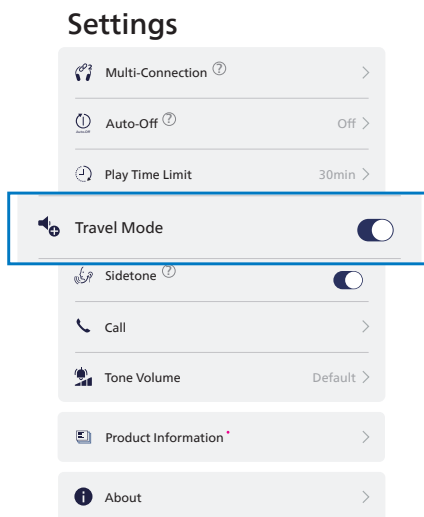 Settings
Multi-Connection ?
Auto-Off ? Off
Play Time Limit 30min
Travel Mode
Sidetone ?
Call
Tone Volume Default
Product Information
About